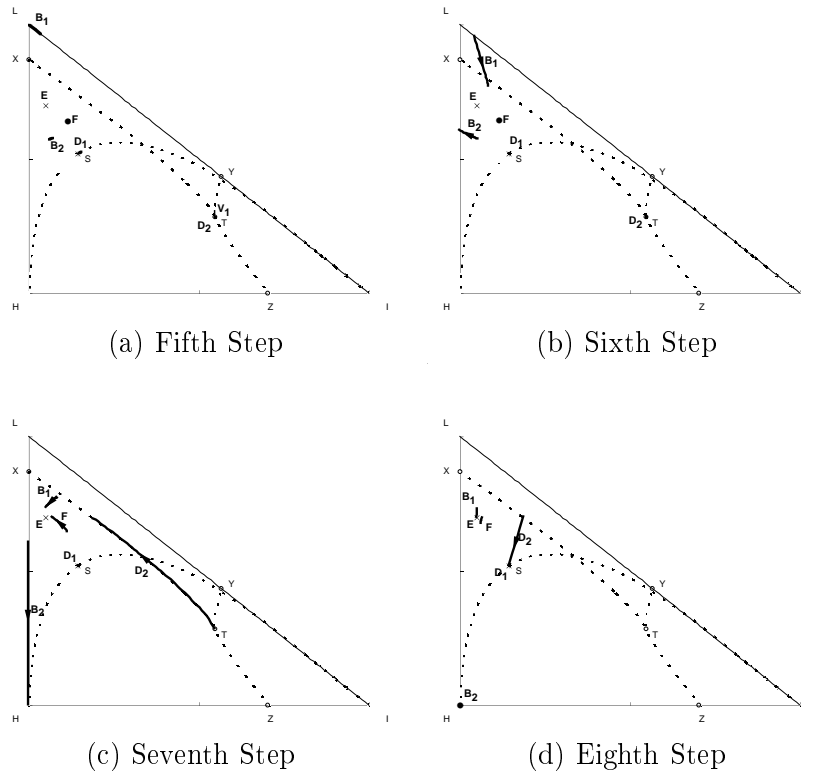 L
B1
X
E
F
B2
D1
S
Y
V1
D2
T
H
Z
I
(a) Fifth Step
L
X
B1
E
F
B2
D1
S
Y
D2
T
H
Z
(b) Sixth Step
L
X
B1
E
F
D1
S
D2
Y
B2
T
H
Z
I
(c) Seventh Step
L
X
B1
E
F
D2
D1
S
Y
T
B2
H
Z
(d) Eighth Step